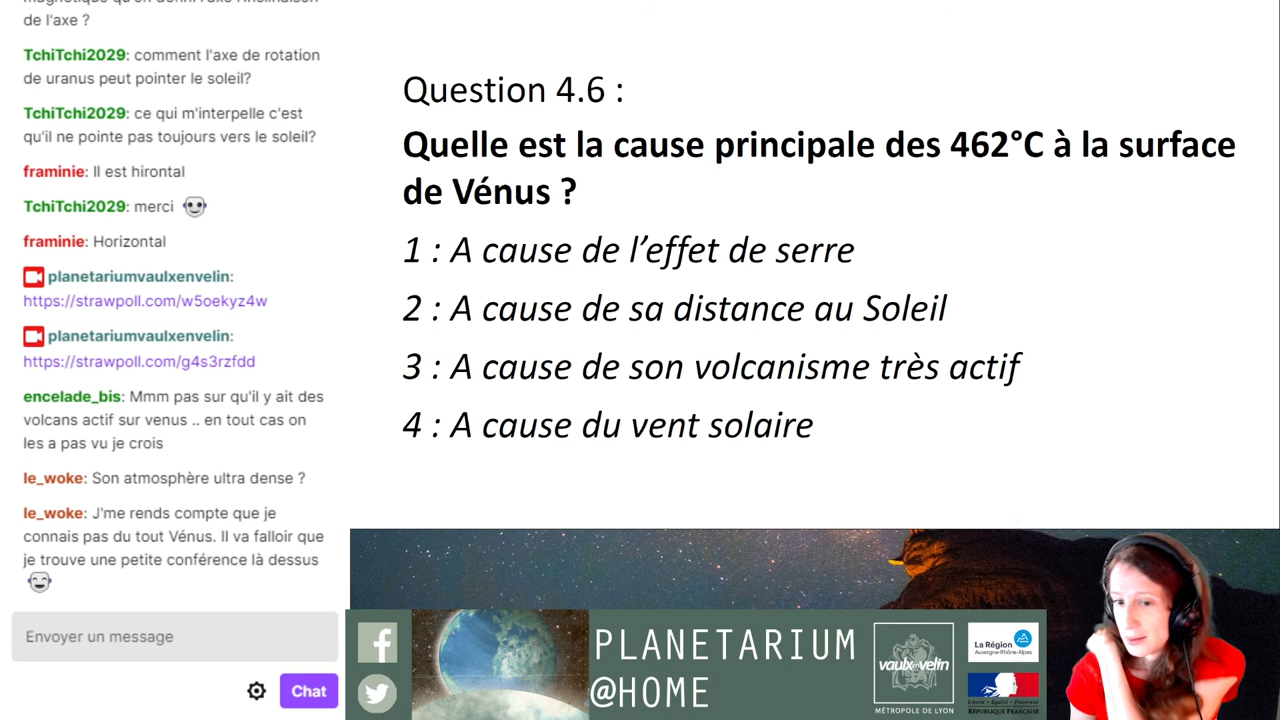 de l'axe ?
TchiTchi2029: comment l'axe de rotation
de uranus peut pointer le soleil?
TchiTchi2029: ce qui m'interpelle c'est
qu'il ne pointe pas toujours vers le soleil?
framinie: Il est hirontal
TchiTchi2029: merci
framinie: Horizontal
planetariumvaulxenvelin:
https://strawpoll.com/w5oekyz4w
planetariumvaulxenvelin:
https://strawpoll.com/g4s3rzfdd
encelade_bis: Mmm pas sur qu'il y ait des
volcans actif sur venus .. en tout cas on
les a pas vu je crois
le_woke: Son atmosphère ultra dense ?
le_woke: J'me rends compte que je
connais pas du tout Vénus. Il va falloir que
je trouve une petite conférence là dessus
Envoyer un message
Chat
Question 4.6 :
Quelle est la cause principale des 462°C à la surface
de Vénus ?
1 : A cause de l’effet de serre
2 : A cause de sa distance au Soleil
3 : A cause de son volcanisme très actif
4 : A cause du vent solaire
PLANETARIUM
@HOME
vaulxenvelin
MÉTROPOLE DE LYON
La Région
Auvergne-Rhône-Alpes
Liberté • Égalité • Fraternité
RÉPUBLIQUE FRANÇAISE